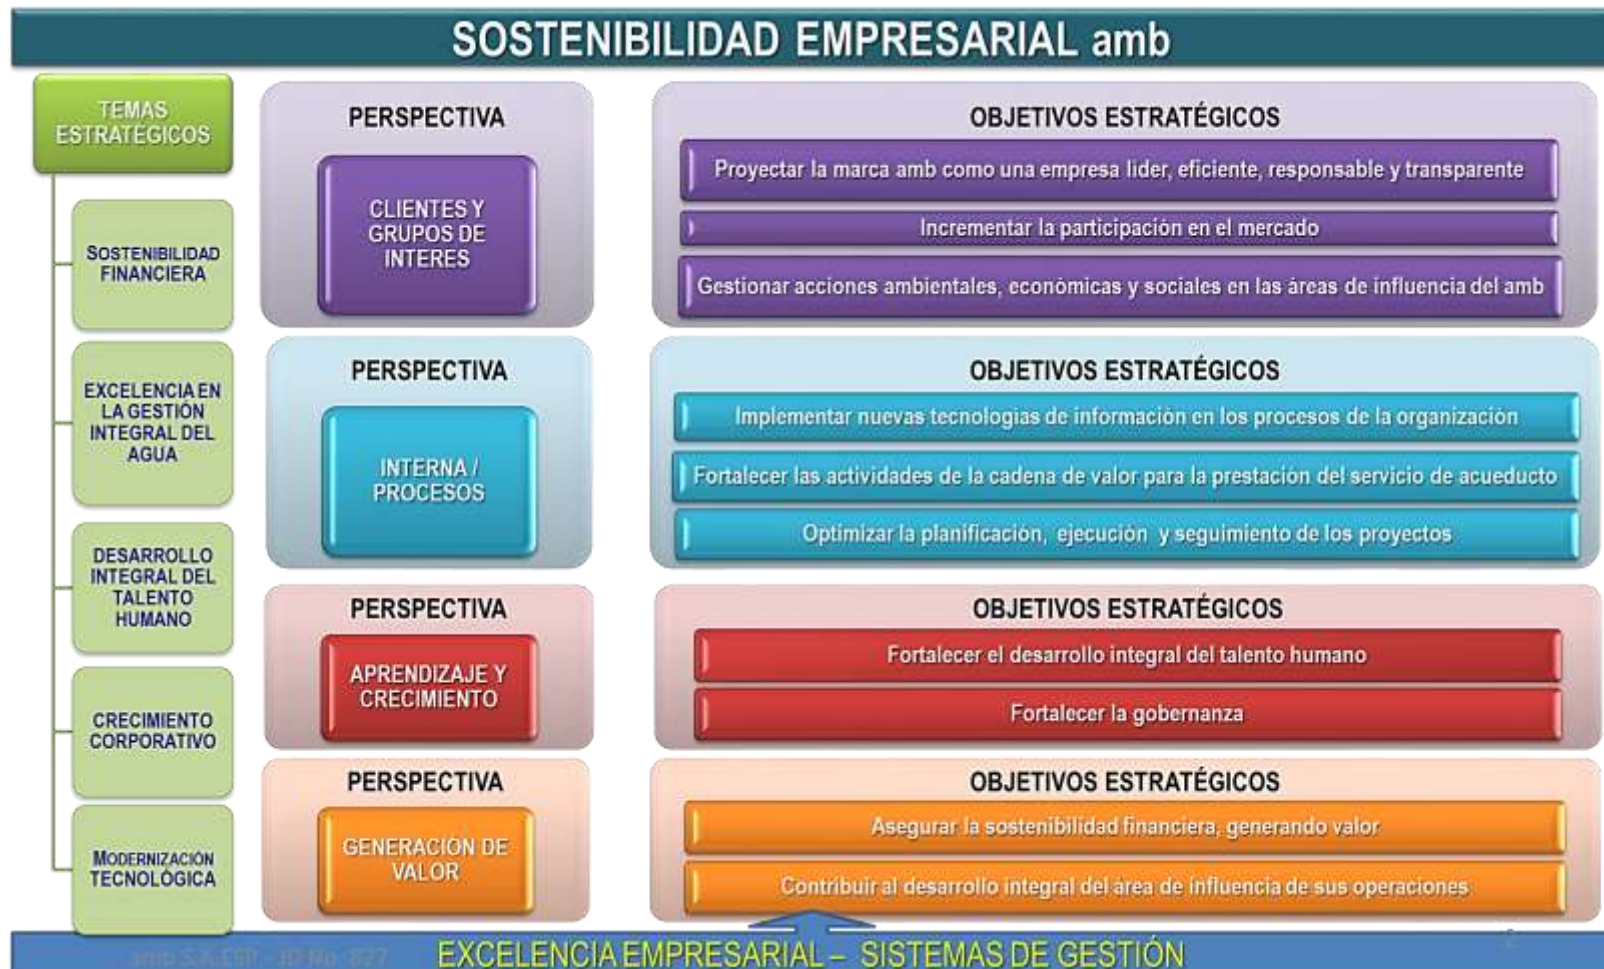 SOSTENIBILIDAD EMPRESARIAL amb
TEMAS
ESTRATÉGICOS
SOSTENIBILIDAD
FINANCIERA
EXCELENCIA EN
LA GESTIÓN
INTEGRAL DEL
AGUA
DESARROLLO
INTEGRAL DEL
TALENTO
HUMANO
CRECIMIENTO
CORPORATIVO
MODERNIZACIÓN
TECNOLÓGICA
PERSPECTIVA
CLIENTES Y
GRUPOS DE
INTERES
OBJETIVOS ESTRATÉGICOS
Proyectar la marca amb como una empresa líder, eficiente, responsable y transparente
Incrementar la participación en el mercado
Gestionar acciones ambientales, económicas y sociales en las áreas de influencia del amb
PERSPECTIVA
INTERNA /
PROCESOS
OBJETIVOS ESTRATÉGICOS
Implementar nuevas tecnologías de información en los procesos de la organización
Fortalecer las actividades de la cadena de valor para la prestación del servicio de acueducto
Optimizar la planificación, ejecución y seguimiento de los proyectos
PERSPECTIVA
APRENDIZAJE Y
CRECIMIENTO
OBJETIVOS ESTRATÉGICOS
Fortalecer el desarrollo integral del talento humano
Fortalecer la gobernanza
PERSPECTIVA
GENERACIÓN DE
VALOR
OBJETIVOS ESTRATÉGICOS
Asegurar la sostenibilidad financiera, generando valor
Contribuir al desarrollo integral del área de influencia de sus operaciones
amb S.A.ESP - JD No. 827
EXCELENCIA EMPRESARIAL – SISTEMAS DE GESTIÓN
2